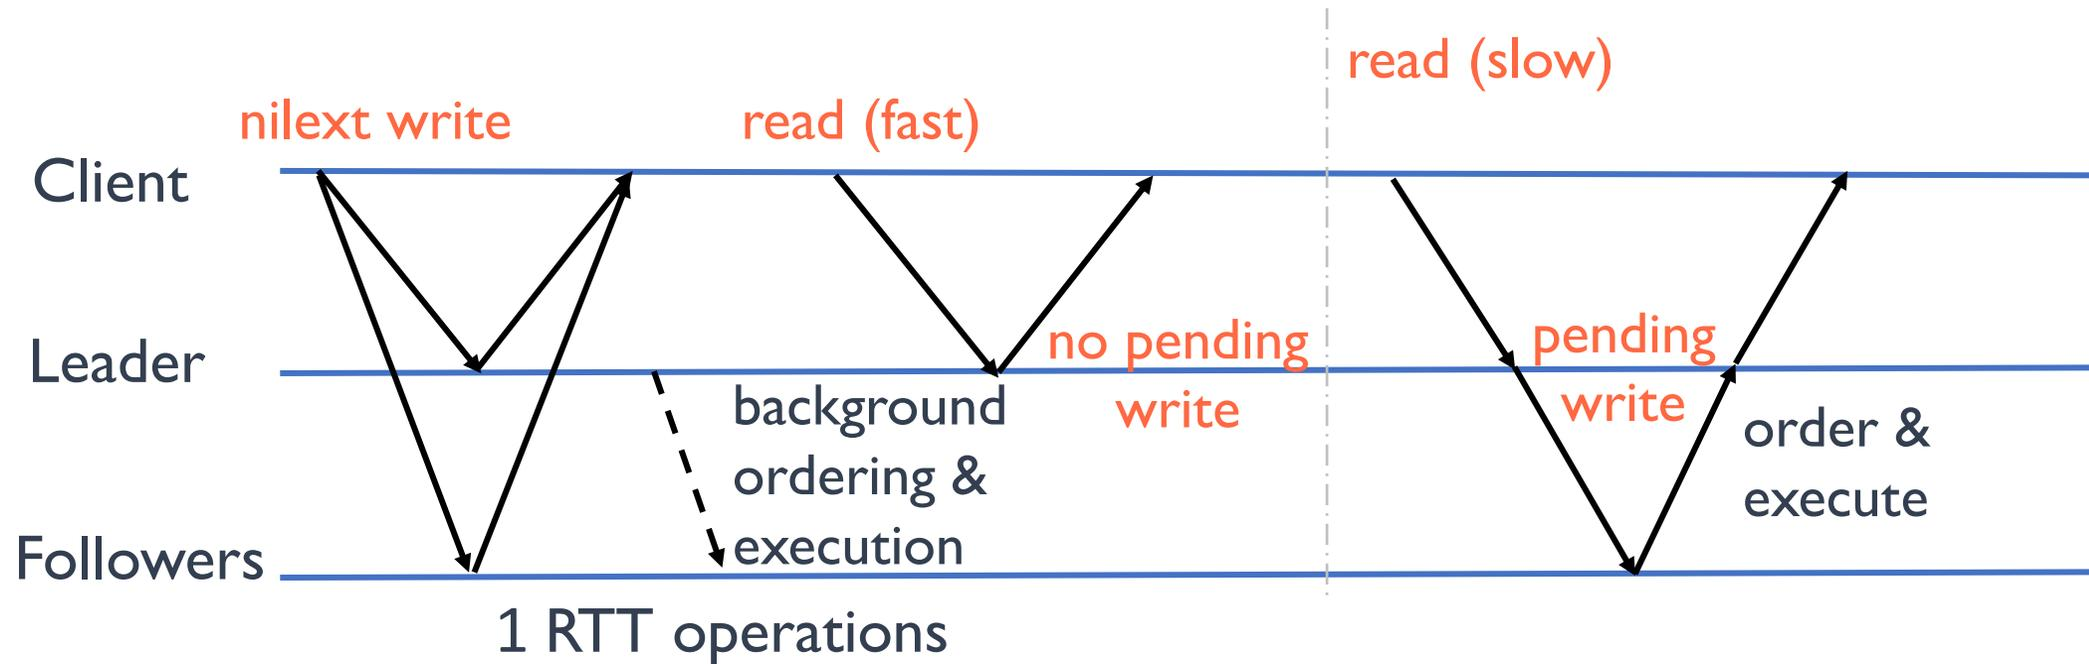 read (slow)
nilext write
read (fast)
Client
Leader
no pending
write
pending
write
background
ordering &
execution
order &
execute
Followers
1 RTT operations